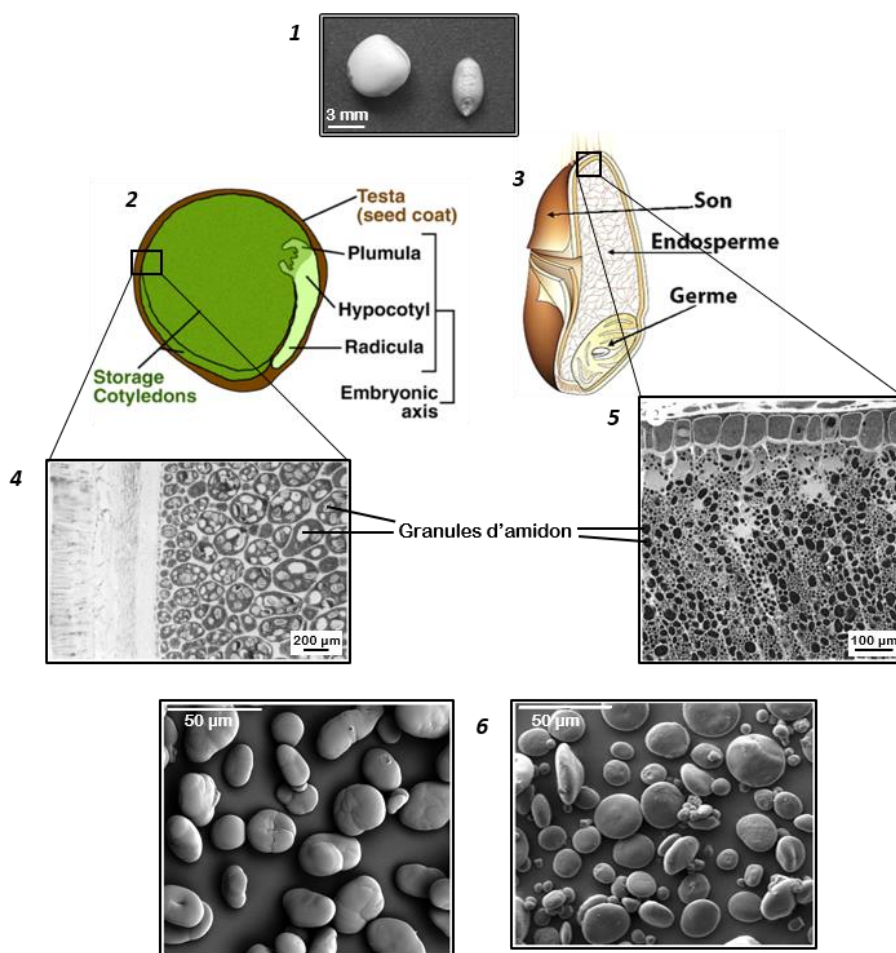 1
3 mm
2
Testa
(seed coat)
Plumula
Hypocotyl
Radicula
Embryonic
axis
Storage
Cotyledons
3
Son
Endosperme
Germe
4
200 µm
Granules d'amidon
5
100 µm
50 µm
6
50 µm